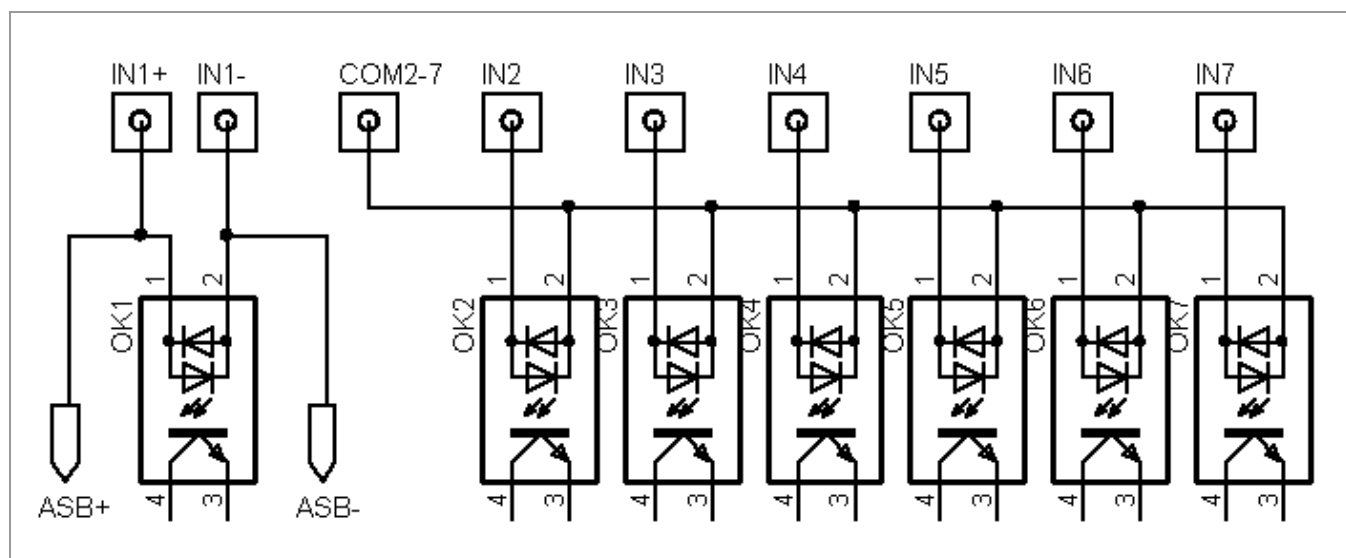 IN1+ IN1- COM2-7 IN2 IN3 IN4 IN5 IN6 IN7
1 2 1 2 1 2 1 2 1 2 1 2 1 2
OK1 OK2 OK3 OK4 OK5 OK6 OK7
4 3 4 3 4 3 4 3 4 3 4 3 4 3
ASB+ ASB-